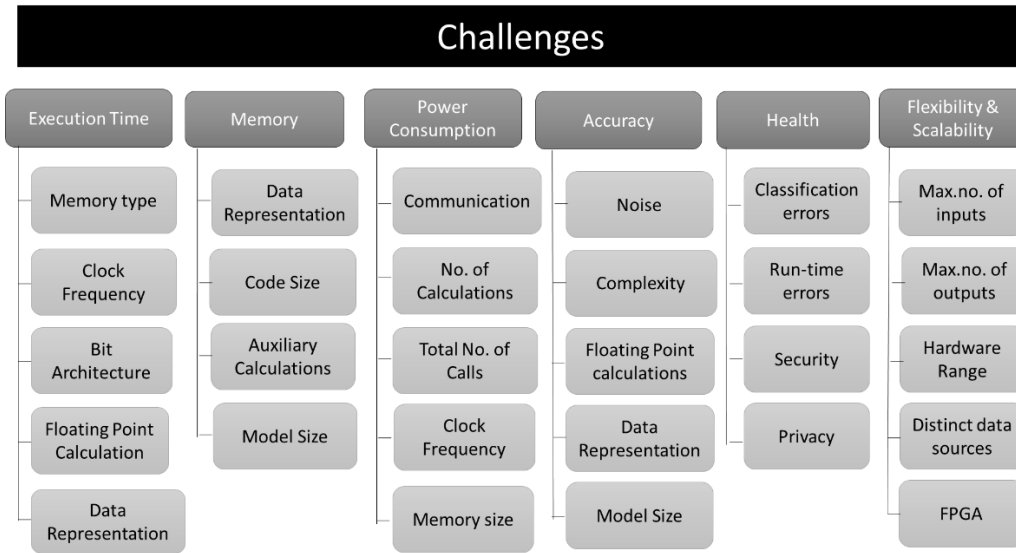 Challenges
Execution Time
Memory type
Clock
Frequency
Bit
Architecture
Floating Point
Calculation
Data
Representation
Memory
Data
Representation
Code Size
Auxiliary
Calculations
Model Size
Power
Consumption
Communication
No. of
Calculations
Total No. of
Calls
Clock
Frequency
Memory size
Accuracy
Noise
Complexity
Floating Point
calculations
Data
Representation
Model Size
Health
Classification
errors
Run-time
errors
Security
Privacy
Flexibility &
Scalability
Max.no. of
inputs
Max.no. of
outputs
Hardware
Range
Distinct data
sources
FPGA